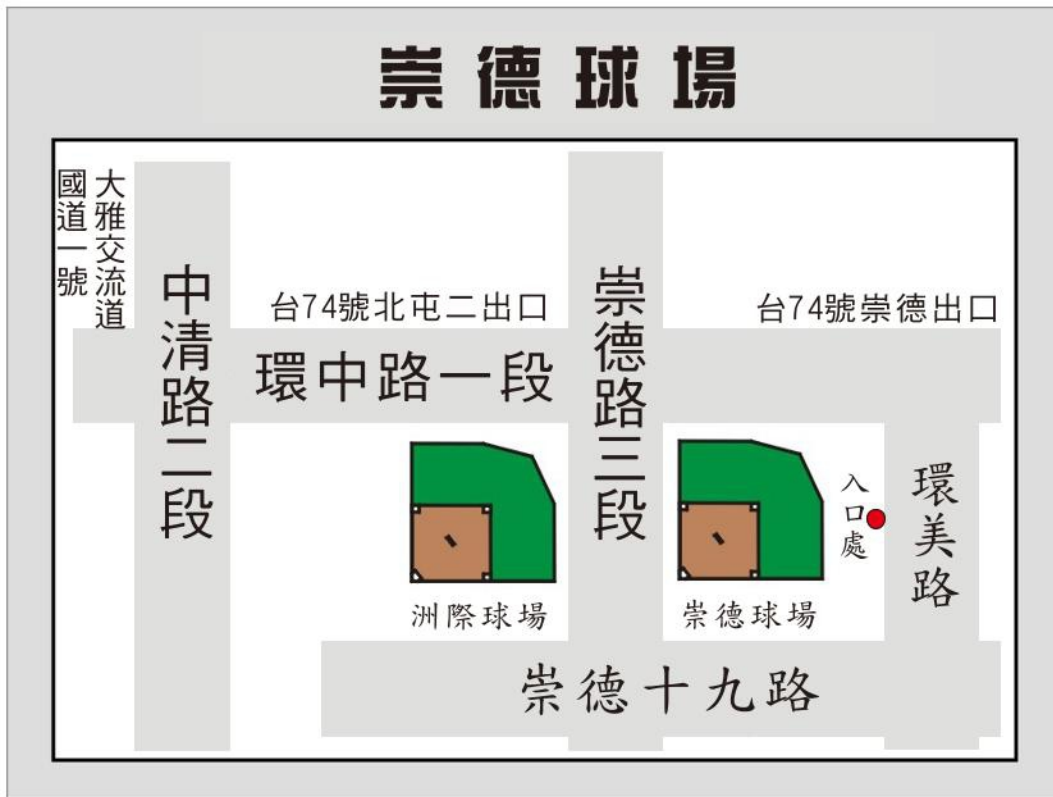 崇德球場
國道一號
大雅交流道
中清路二段
台74號北屯二出口
環中路一段
崇德路三段
台74號崇德出口
洲際球場
崇德球場
入口處
環美路
崇德十九路